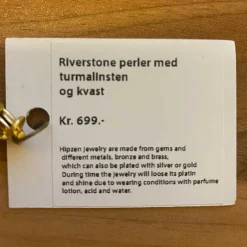 Riverstone perler med
turmalinsten
og kvast
Kr. 699.-
Hipzen Jewelry are made from gems and
different metals, bronze and brass,
which can also be plated with silver or gold
During time the jewelry will loose its platin
and shine due to wearing conditions with parfume
lotion, acid and water.